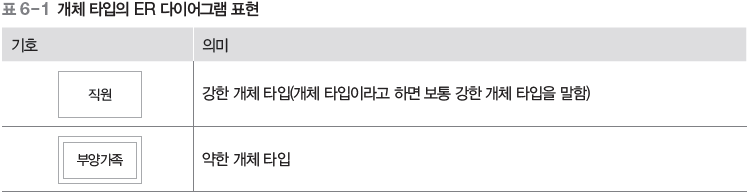 표 6-1 개체 타입의 ER 다이어그램 표현
기호 의미
직원 강한 개체 타입(개체 타입이라고 하면 보통 강한 개체 타입을 말함)
부양가족 약한 개체 타입